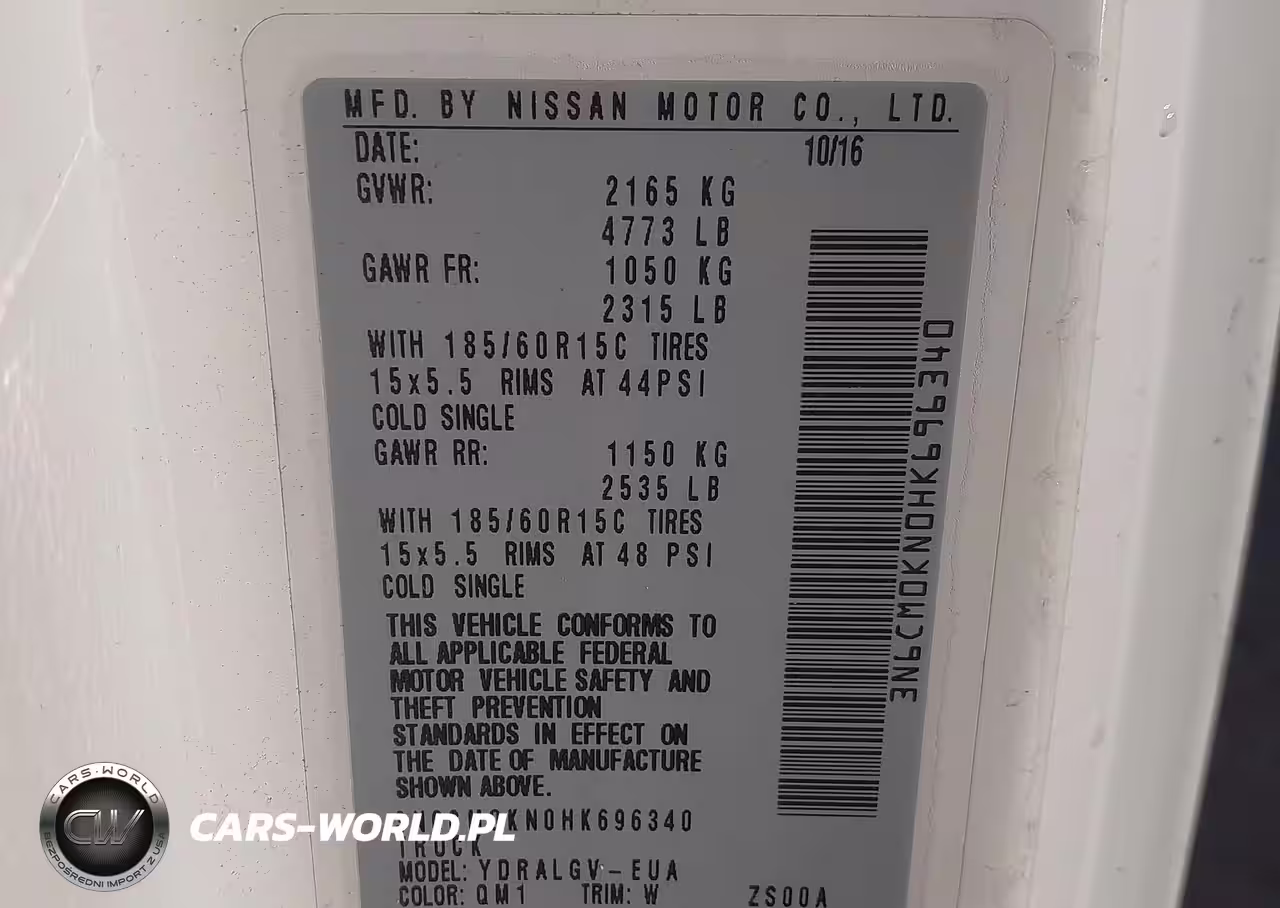 MFD. BY NISSAN MOTOR CO., LTD.
DATE: 10/16
GVWR: 2165 KG
4773 LB
GAWR FR: 1050 KG
2315 LB
WITH 185/60R15C TIRES
15x5.5 RIMS AT 44PSI
COLD SINGLE
GAWR RR: 1150 KG
2535 LB
WITH 185/60R15C TIRES
15x5.5 RIMS AT 48 PSI
COLD SINGLE
THIS VEHICLE CONFORMS TO
ALL APPLICABLE FEDERAL
MOTOR VEHICLE SAFETY AND
THEFT PREVENTION
STANDARDS IN EFFECT ON
THE DATE OF MANUFACTURE
SHOWN ABOVE.
KN0HK696340
TRUCK
MODEL: YDRALGV-EUA
COLOR: QM1 TRIM: W ZS00A
3N6CM0KN0HK696340
CARS-WORLD
CW
BEZPOŚREDNI IMPORT Z USA
CARS-WORLD.PL